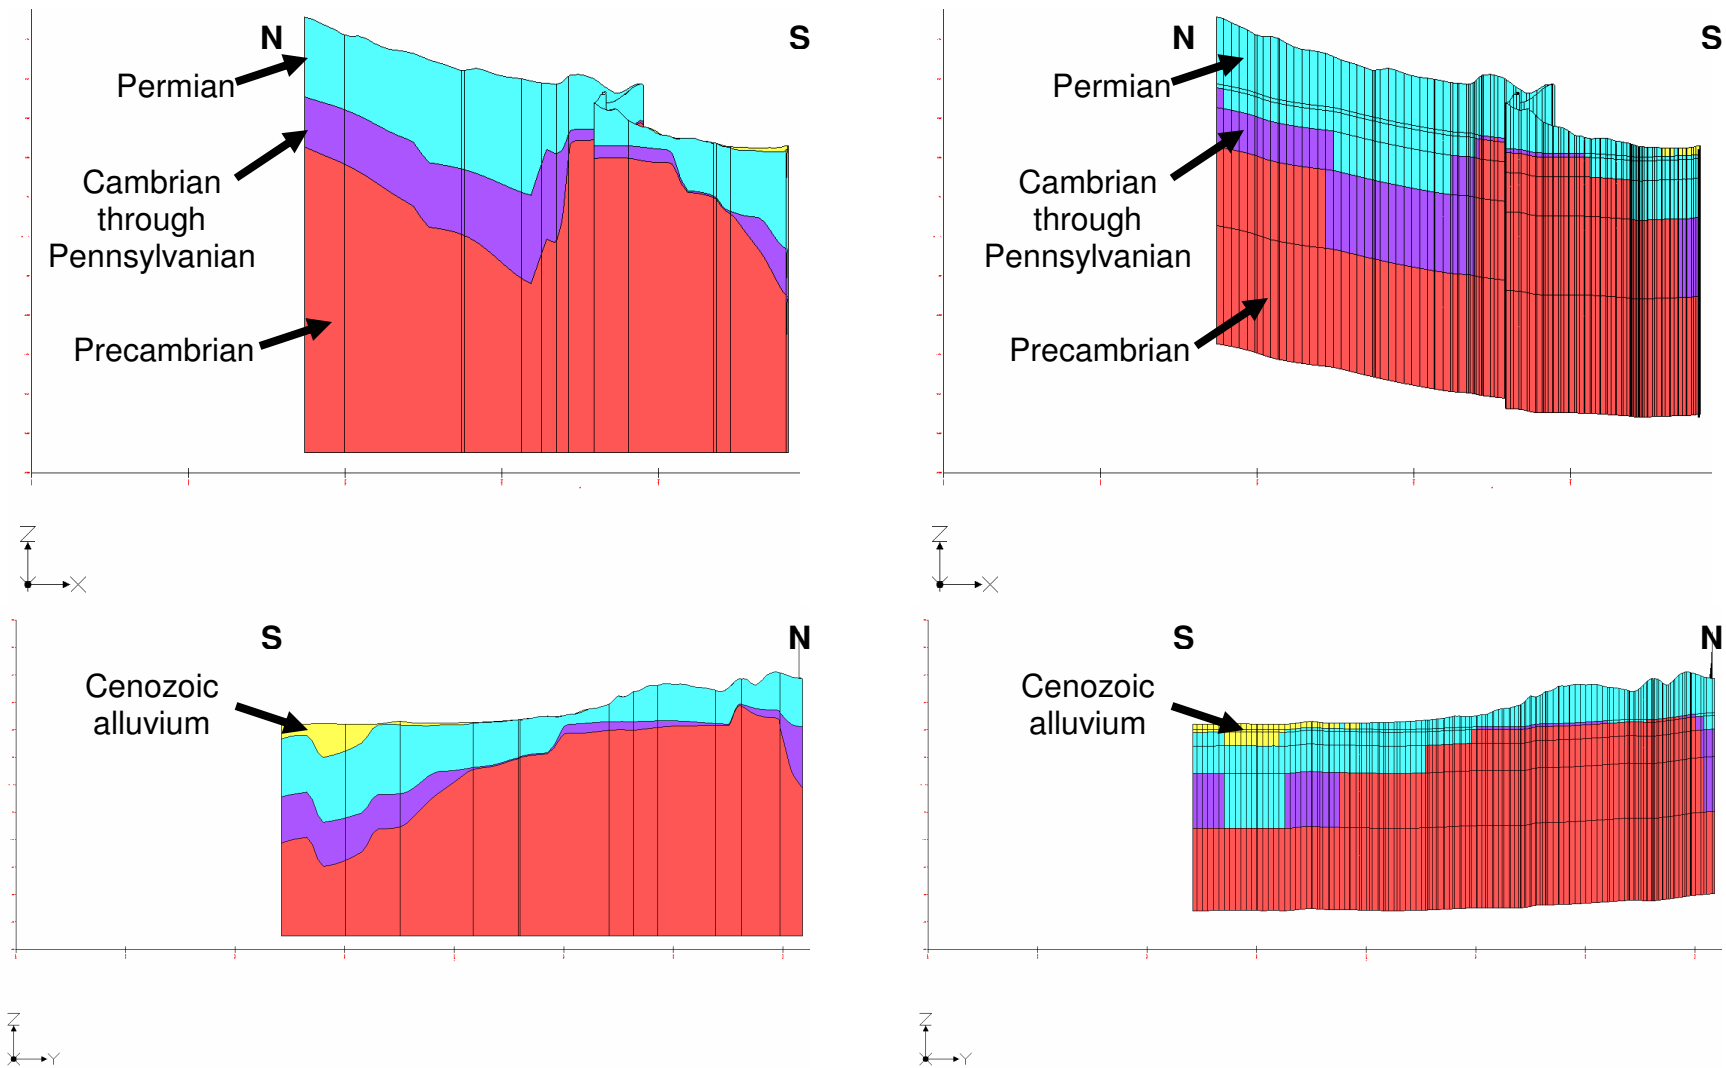 N
S
Permian
Cambrian
through
Pennsylvanian
Precambrian
Z
X
N
S
Permian
Cambrian
through
Pennsylvanian
Precambrian
Z
X
S
N
Cenozoic
alluvium
Z
Y
S
N
Cenozoic
alluvium
Z
Y